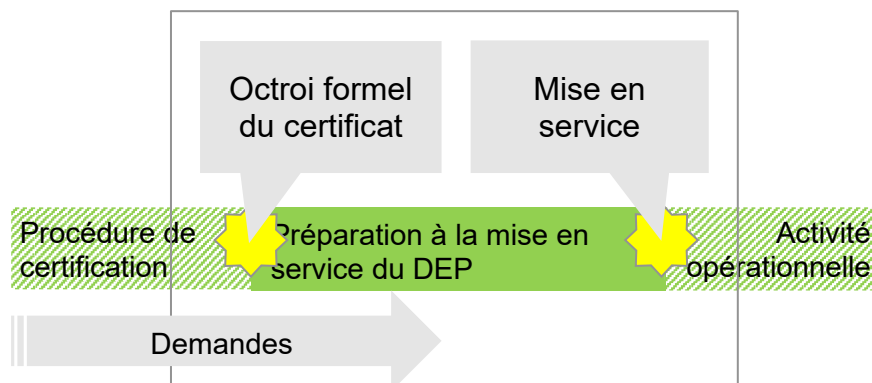 Octroi formel
du certificat
Mise en
service
Procédure de
certification
Préparation à la mise en
service du DEP
Activité
opérationnelle
Demandes